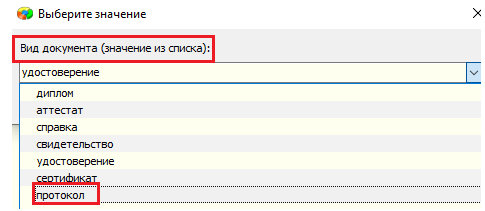 Выберите значение
Вид документа (значение из списка):
удостоверение
диплом
аттестат
справка
свидетельство
удостоверение
сертификат
протокол